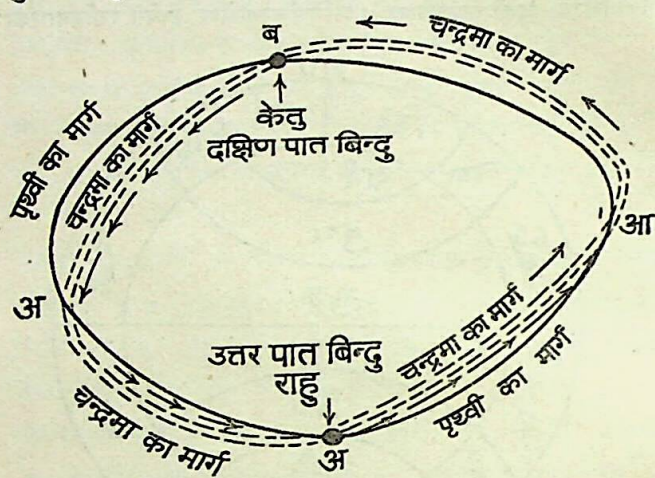 ब
चन्द्रमा का मार्ग
केतु
दक्षिण पात बिन्दु
पृथ्वी का मार्ग
चन्द्रमा का मार्ग
आ
अ
उत्तर पात बिन्दु
राहु
चन्द्रमा का मार्ग
पृथ्वी का मार्ग
चन्द्रमा का मार्ग
अ